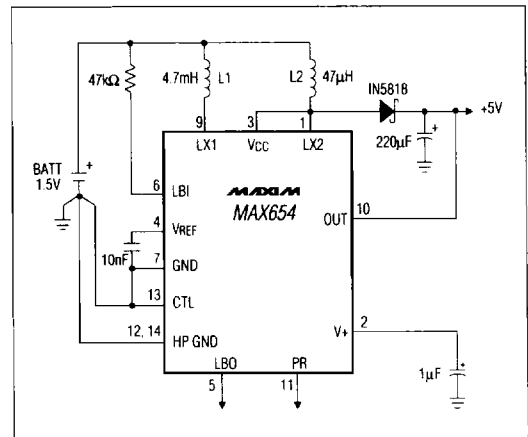 47kΩ
4.7mH
L1
L2
47µH
IN5818
+5V
220µF
+
9
3
1
LX1
VCC
LX2
BATT
1.5V
+
6
LBI
MAXIM
MAX654
OUT
10
4
VREF
10nF
7
GND
13
CTL
V+
2
12, 14
HP GND
LBO
PR
5
11
1µF
+